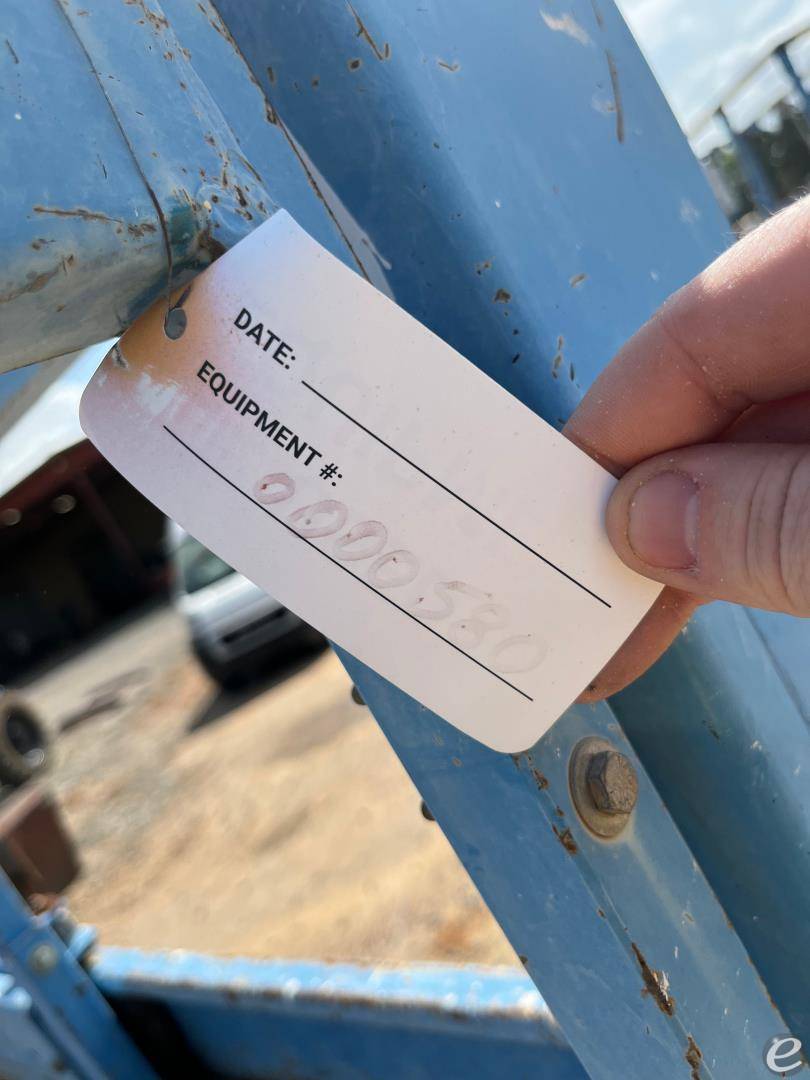 DATE:
EQUIPMENT #:
0000580
e